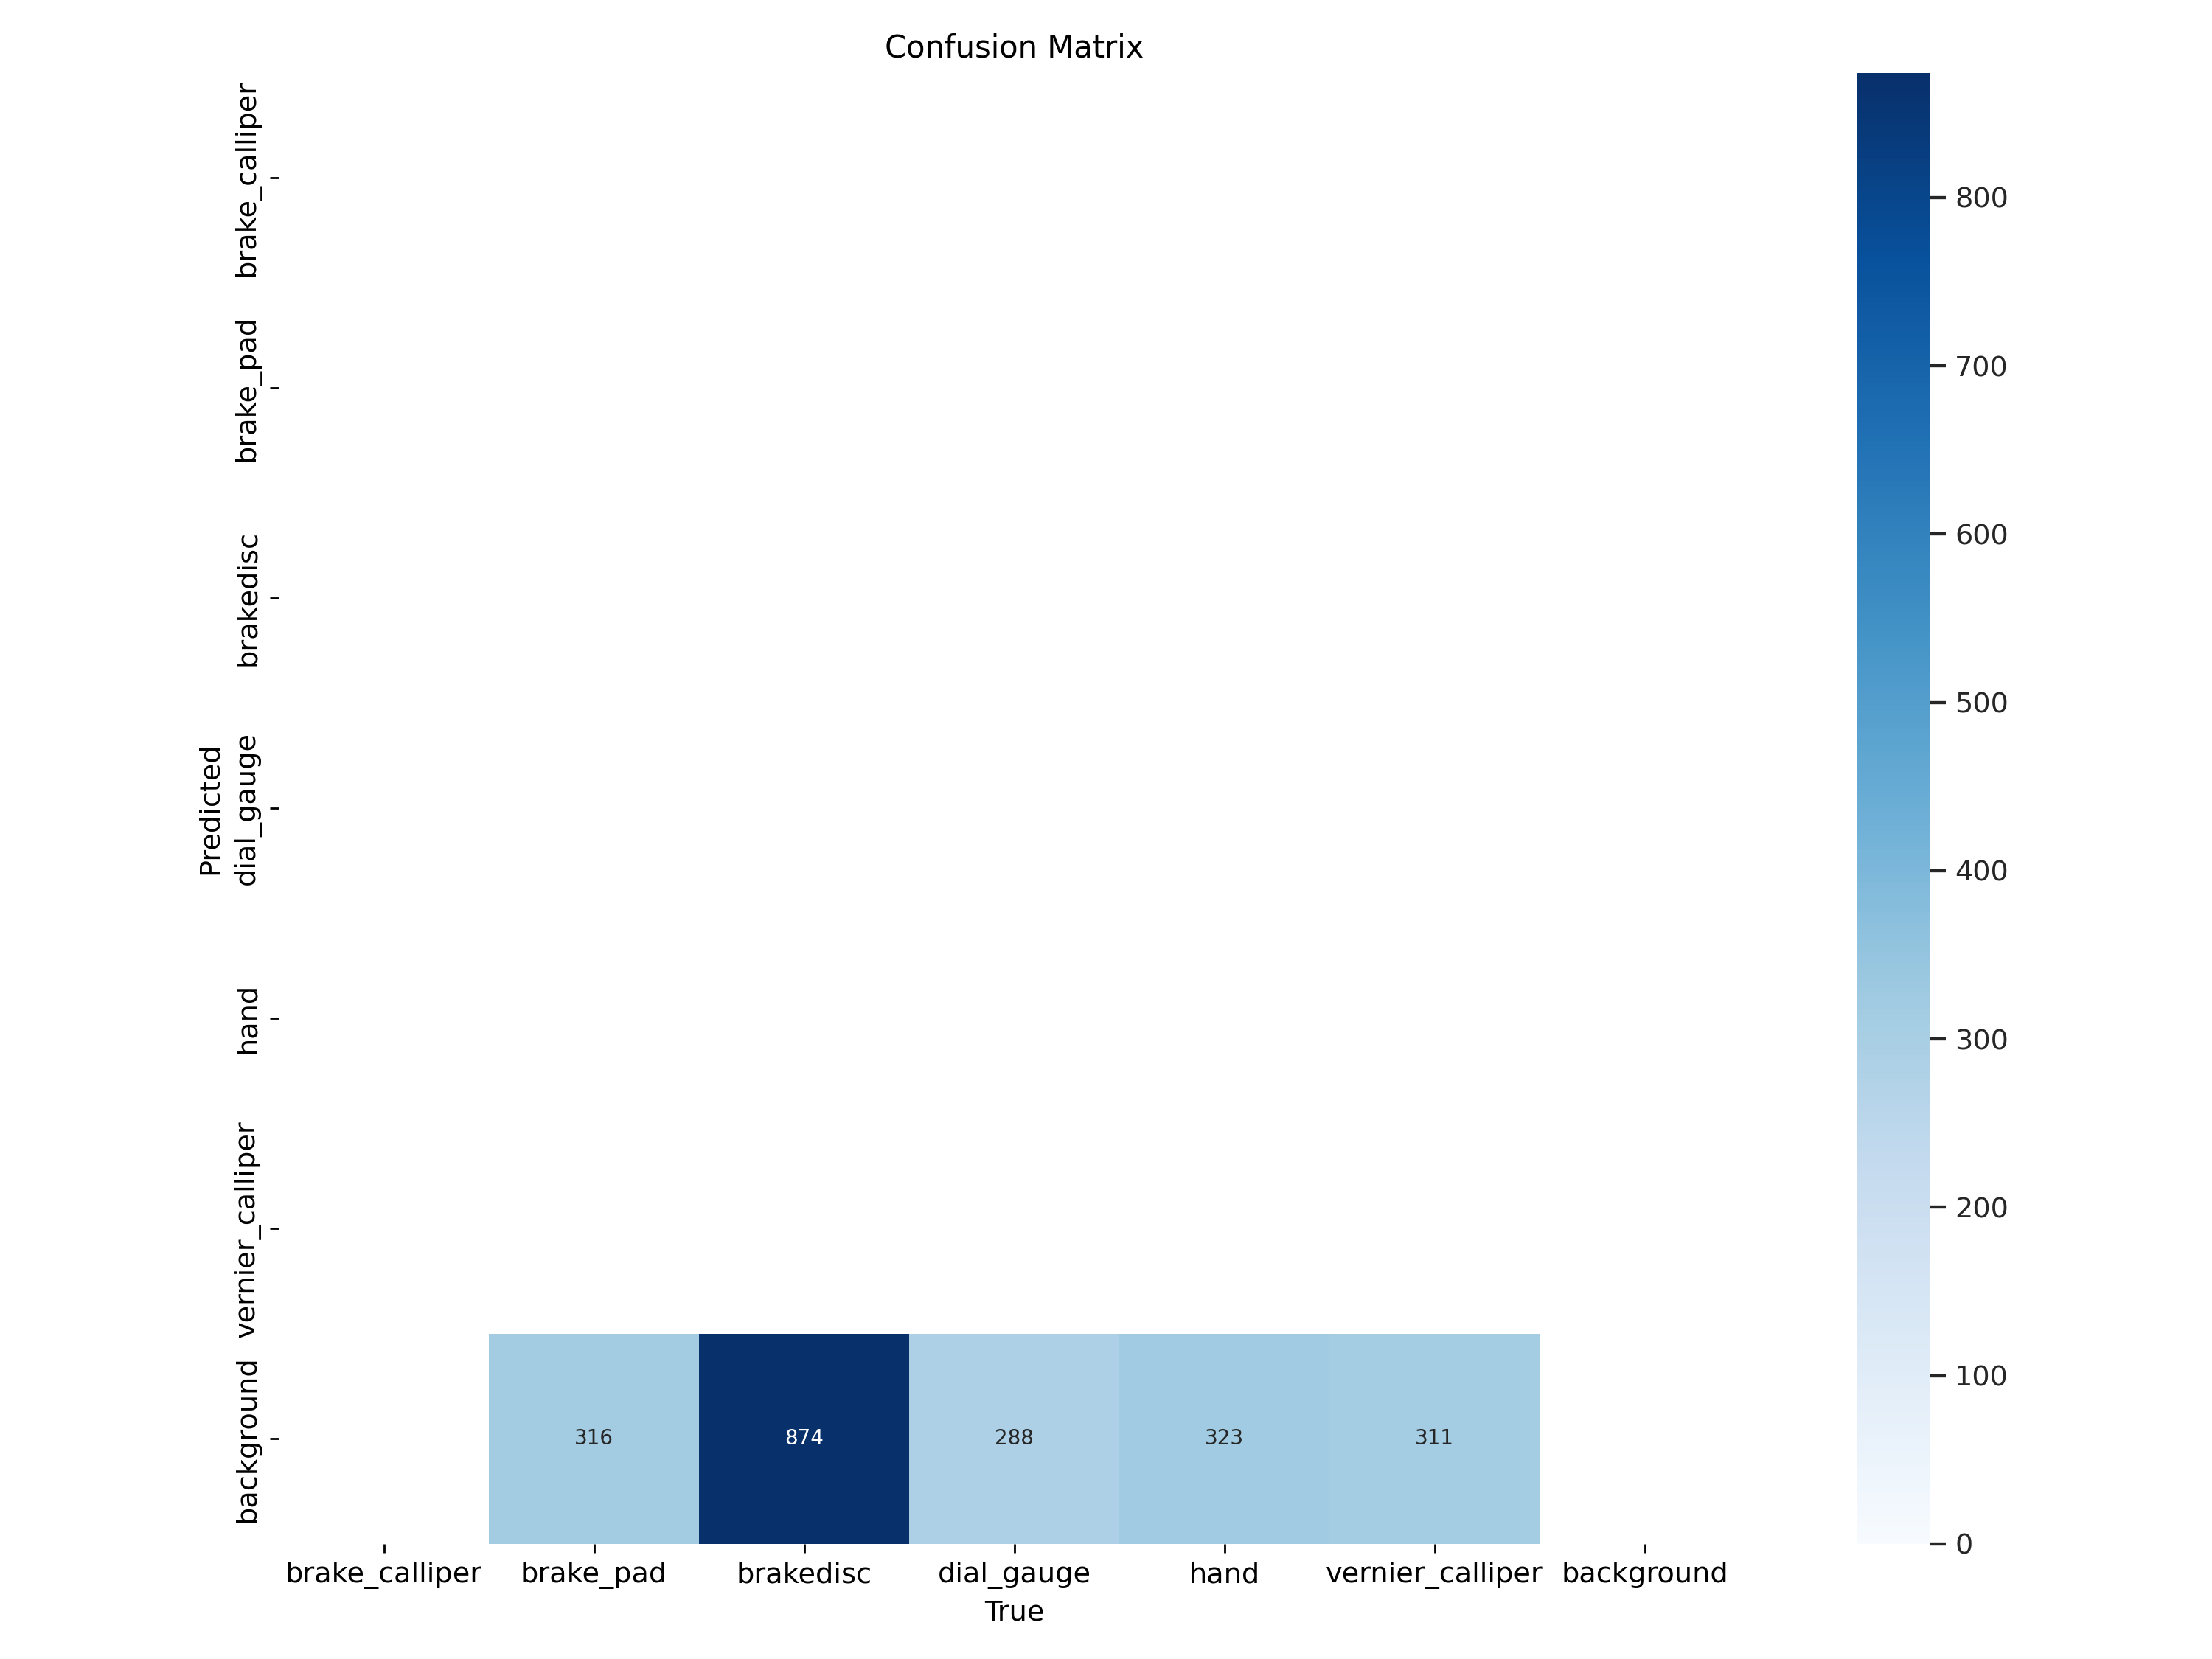 Confusion Matrix
Predicted
brake_calliper
brake_pad
brakedisc
dial_gauge
hand
vernier_calliper
background
316 874 288 323 311
brake_calliper brake_pad brakedisc dial_gauge hand vernier_calliper background
True
800
700
600
500
400
300
200
100
0